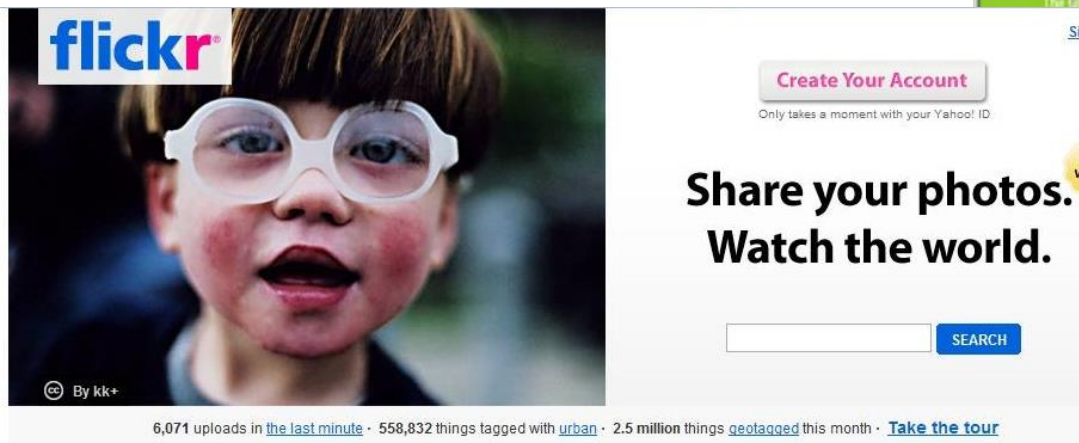 flickr
Create Your Account
Only takes a moment with your Yahoo! ID
Share your photos.
Watch the world.
SEARCH
cc By kk+
6,071 uploads in the last minute · 558,832 things tagged with urban · 2.5 million things geotagged this month · Take the tour